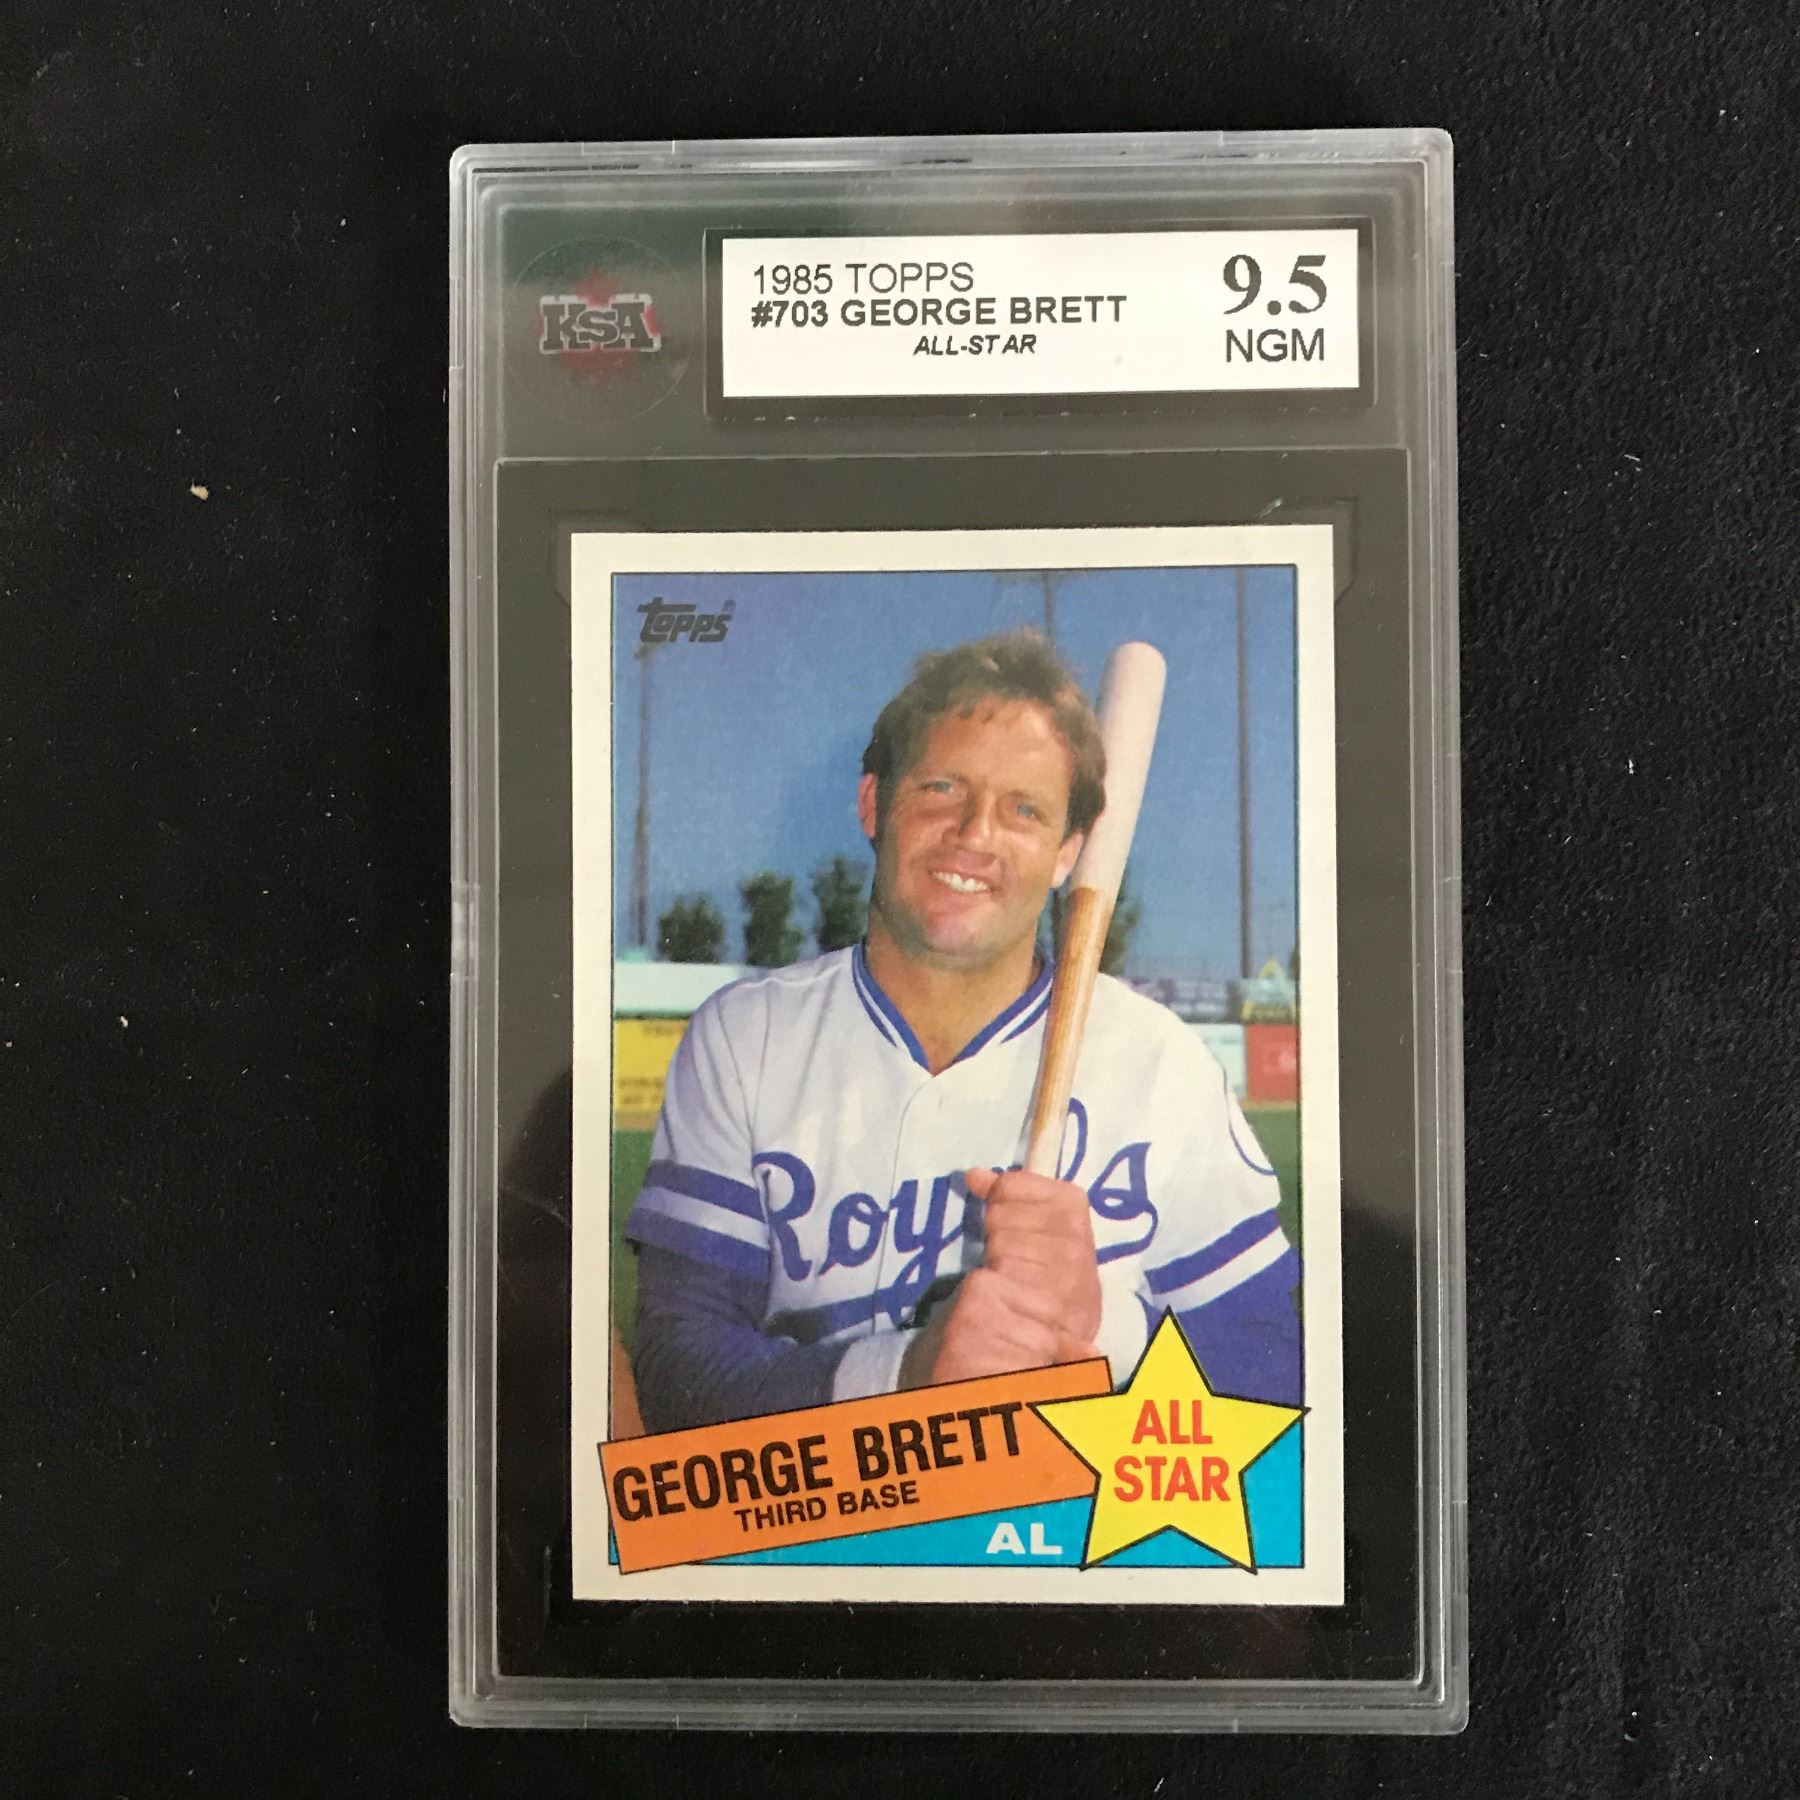 KSA
1985 TOPPS
#703 GEORGE BRETT
ALL-STAR
9.5
NGM
Topps®
Royals
GEORGE BRETT
THIRD BASE
AL
ALL
STAR